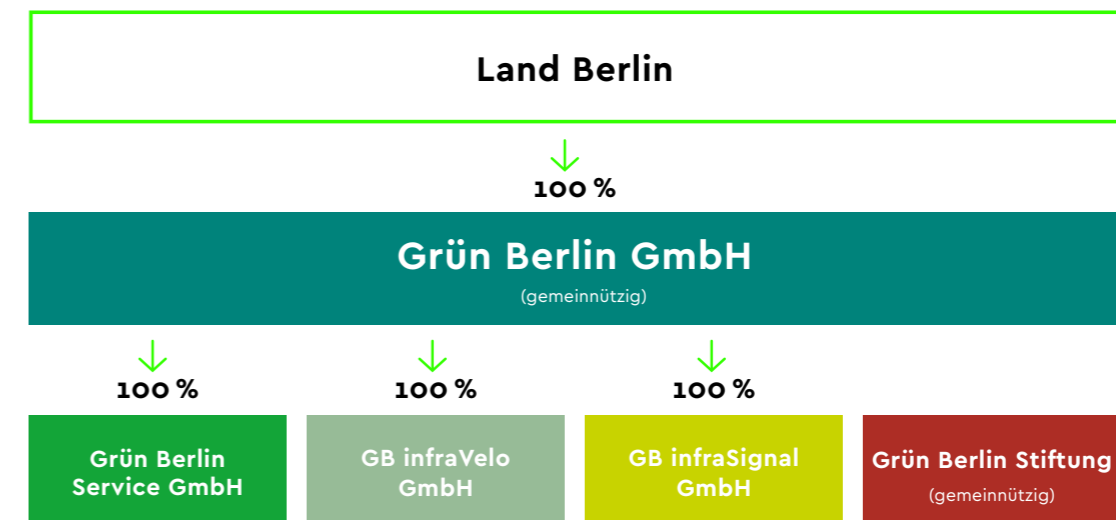 Land Berlin
100 %
Grün Berlin GmbH
(gemeinnützig)
100 %
100 %
100 %
Grün Berlin
Service GmbH
GB infraVelo
GmbH
GB infraSignal
GmbH
Grün Berlin Stiftung
(gemeinnützig)